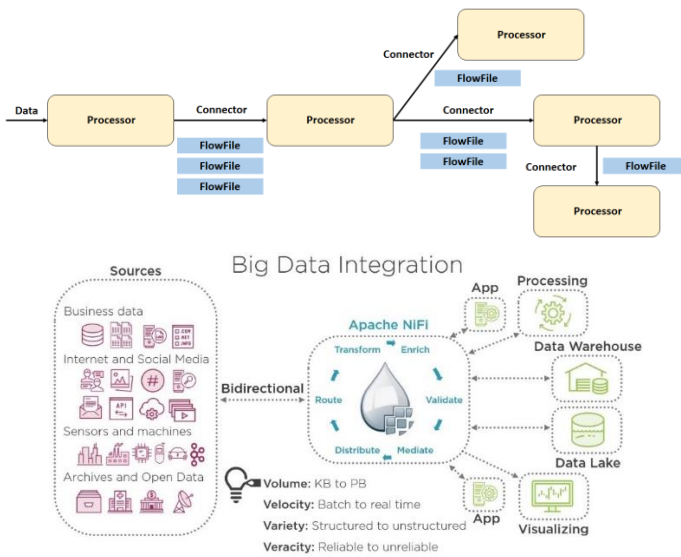 Processor
Connector
FlowFile
Data
Processor
Connector
Processor
Connector
Processor
FlowFile
FlowFile
FlowFile
FlowFile
FlowFile
Connector
FlowFile
Processor
Big Data Integration
Sources
Business data
Internet and Social Media
#
API
Sensors and machines
Archives and Open Data
Bidirectional
Apache NiFi
Transform
Enrich
Route
Validate
Distribute
Mediate
App
Processing
Data Warehouse
Data Lake
App
Visualizing
Volume: KB to PB
Velocity: Batch to real time
Variety: Structured to unstructured
Veracity: Reliable to unreliable